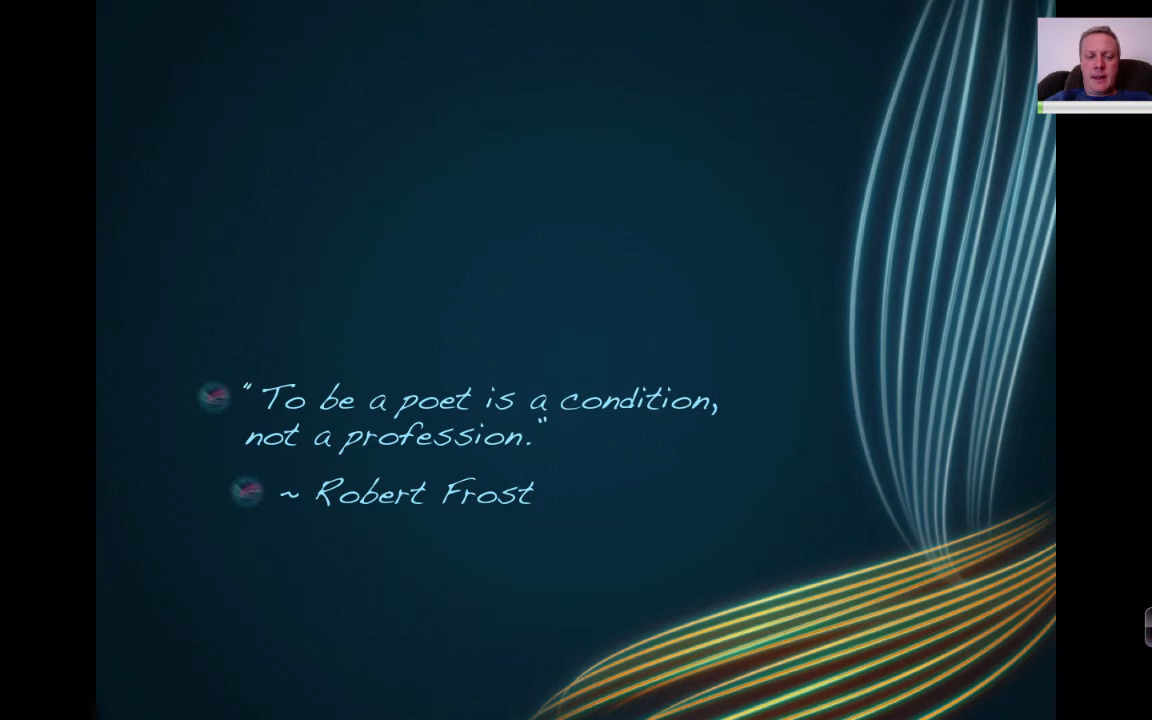 "To be a poet is a condition,
not a profession."
~ Robert Frost